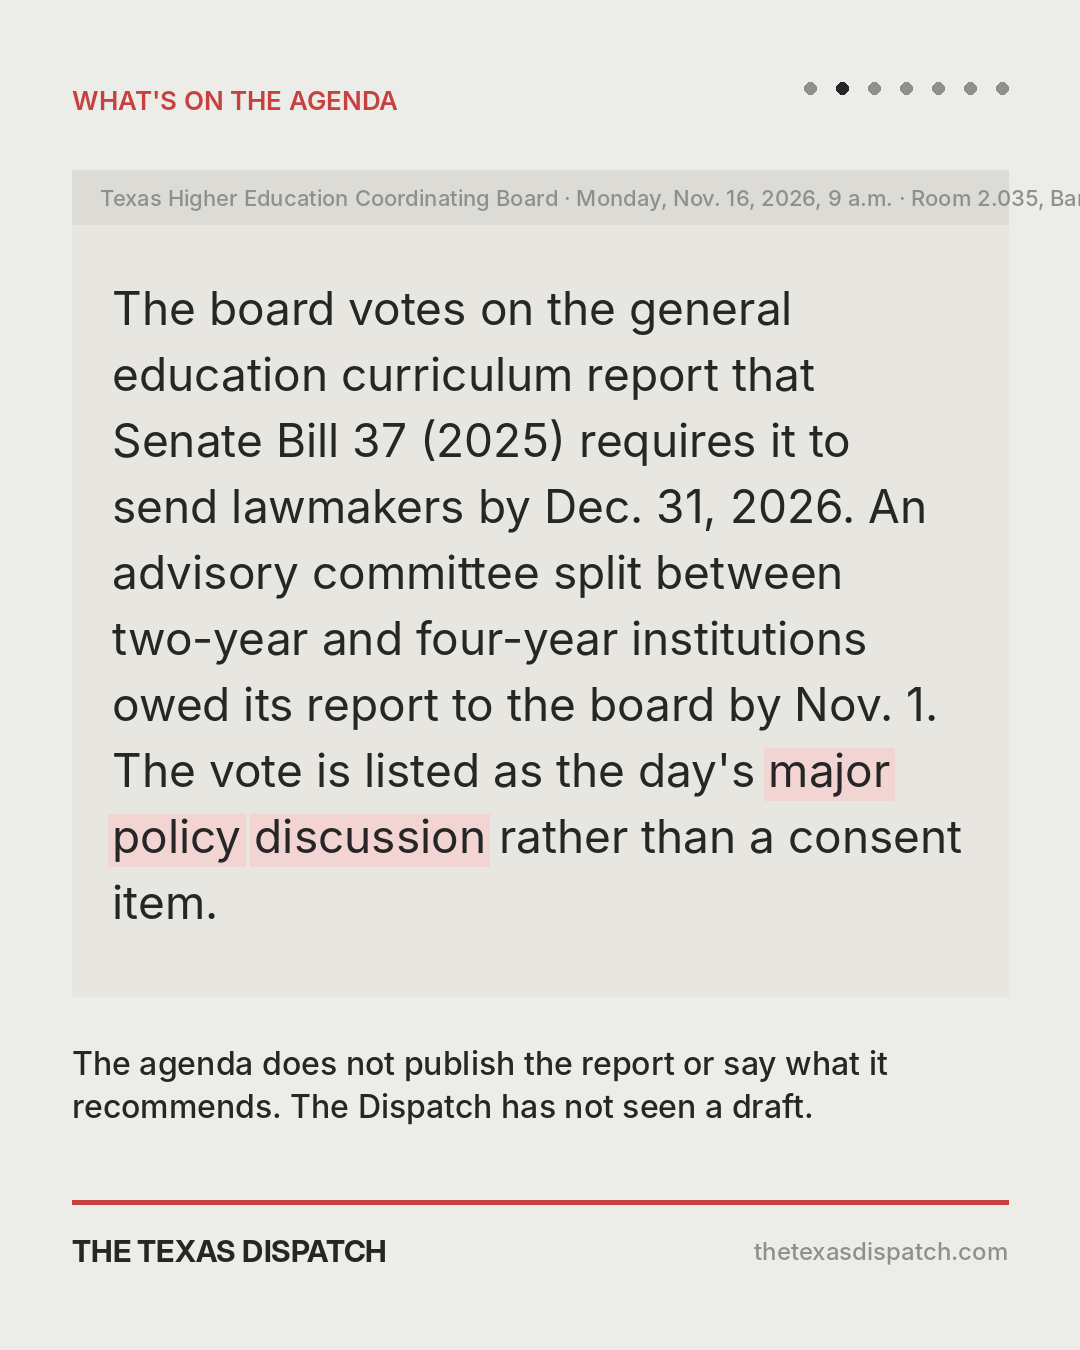 WHAT'S ON THE AGENDA
Texas Higher Education Coordinating Board · Monday, Nov. 16, 2026, 9 a.m. · Room 2.035,
The board votes on the general
education curriculum report that
Senate Bill 37 (2025) requires it to
send lawmakers by Dec. 31, 2026. An
advisory committee split between
two-year and four-year institutions
owed its report to the board by Nov. 1.
The vote is listed as the day's major
policy discussion rather than a consent
item.
The agenda does not publish the report or say what it
recommends. The Dispatch has not seen a draft.
THE TEXAS DISPATCH
thetexasdispatch.com